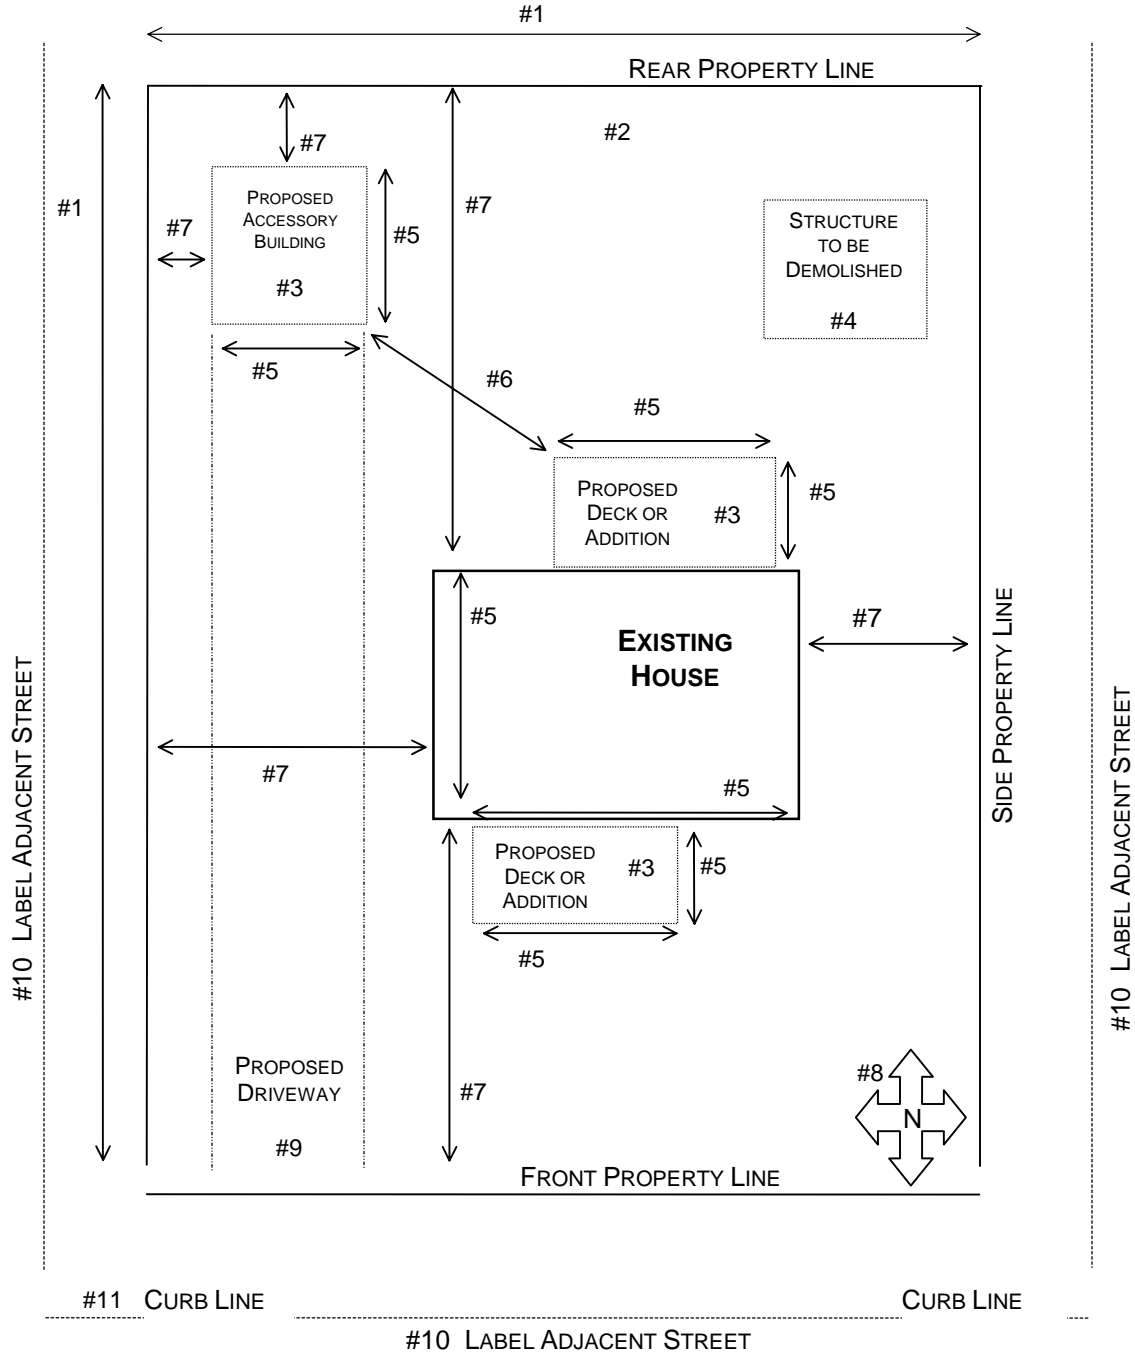 #1
REAR PROPERTY LINE
#2
#7
#1
#7
PROPOSED
ACCESSORY
BUILDING
#3
#5
#7
STRUCTURE
TO BE
DEMOLISHED
#4
#5
#6
#5
PROPOSED
DECK OR
ADDITION
#3
#5
#5
EXISTING
HOUSE
#7
SIDE PROPERTY LINE
#10 LABEL ADJACENT STREET
#10 LABEL ADJACENT STREET
#7
#5
PROPOSED
DECK OR
ADDITION
#3
#5
#5
PROPOSED
DRIVEWAY
#9
#7
#8
N
FRONT PROPERTY LINE
#11 CURB LINE
CURB LINE
#10 LABEL ADJACENT STREET